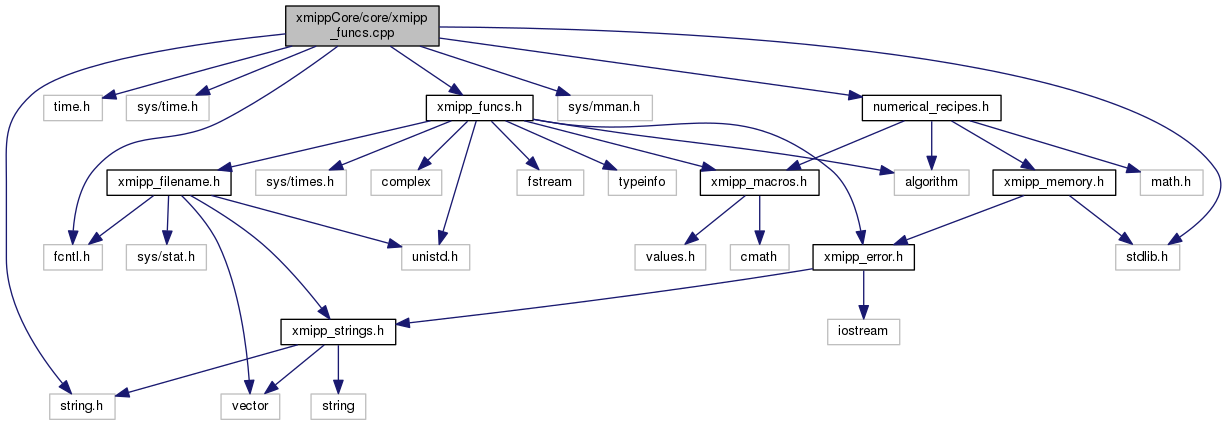 xmippCore/core/xmipp
_funcs.cpp
time.h
sys/time.h
xmipp_funcs.h
sys/mman.h
numerical_recipes.h
xmipp_filename.h
sys/times.h
complex
fstream
typeinfo
xmipp_macros.h
algorithm
xmipp_memory.h
math.h
fcntl.h
sys/stat.h
unistd.h
values.h
cmath
xmipp_error.h
stdlib.h
xmipp_strings.h
iostream
string.h
vector
string